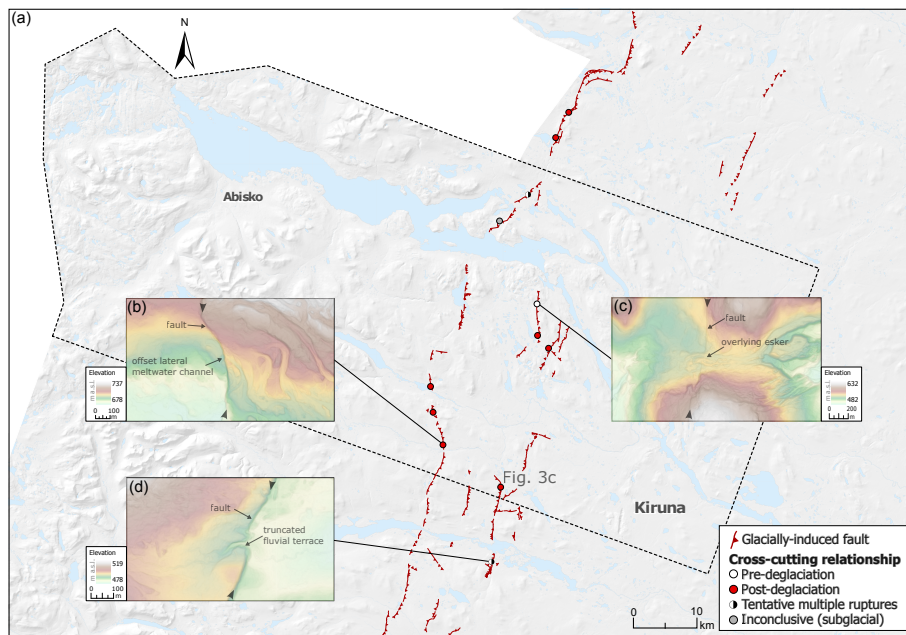 (a)
N
Abisko
(b)
fault
offset lateral
meltwater channel
Elevation
m a.s.l.
737
678
0 100
m
(c)
fault
overlying esker
Elevation
m a.s.l.
632
482
0 200
m
(d)
fault
truncated
fluvial terrace
Elevation
m a.s.l.
519
478
0 100
m
Fig. 3c
Kiruna
Glacially-induced fault
Cross-cutting relationship
Pre-deglaciation
Post-deglaciation
Tentative multiple ruptures
Inconclusive (subglacial)
0 10
km